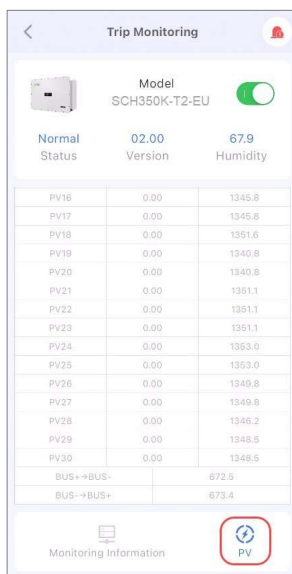 Trip Monitoring
Model
SCH350K-T2-EU
Normal 02.00 67.9
Status Version Humidity
PV16 0.00 1345.8
PV17 0.00 1345.8
PV18 0.00 1351.6
PV19 0.00 1340.8
PV20 0.00 1340.8
PV21 0.00 1351.1
PV22 0.00 1351.1
PV23 0.00 1351.1
PV24 0.00 1353.0
PV25 0.00 1353.0
PV26 0.00 1349.8
PV27 0.00 1349.8
PV28 0.00 1346.2
PV29 0.00 1348.5
PV30 0.00 1348.5
BUS+→BUS- 672.5
BUS-→BUS+ 673.4
Monitoring Information PV